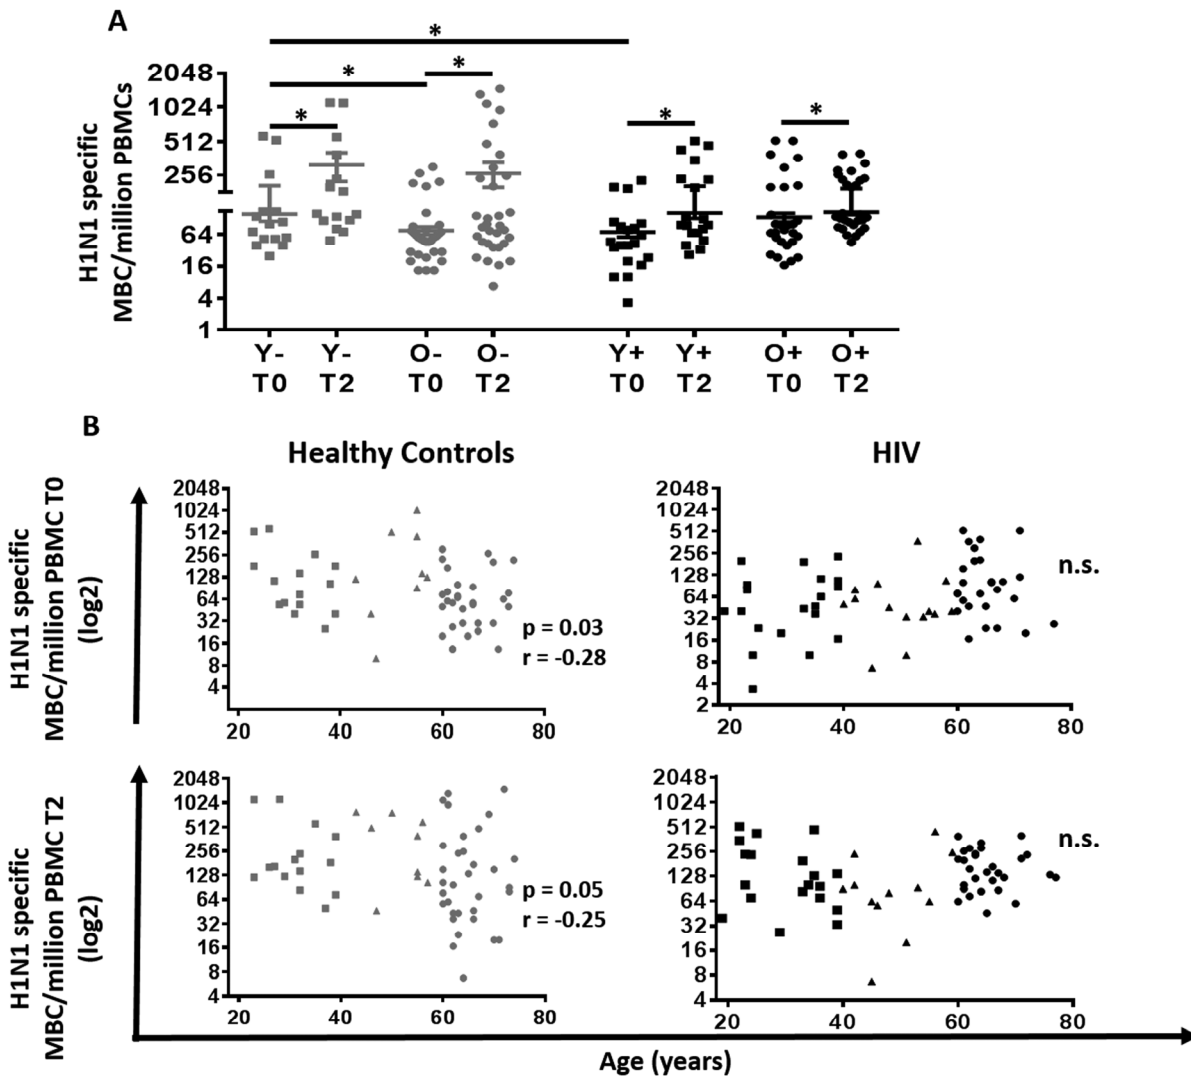 A
H1N1 specific
MBC/million PBMCs
2048
1024
512
256
64
16
4
1
*
*
*
*
*
*
Y-
T0
Y-
T2
O-
T0
O-
T2
Y+
T0
Y+
T2
O+
T0
O+
T2
B
Healthy Controls
HIV
H1N1 specific
MBC/million PBMC T0
(log2)
2048
1024
512
256
128
64
32
16
8
4
20
40
60
80
p = 0.03
r = -0.28
2048
1024
512
256
128
64
32
16
8
4
2
20
40
60
80
n.s.
H1N1 specific
MBC/million PBMC T2
(log2)
2048
1024
512
256
128
64
32
16
8
4
20
40
60
80
p = 0.05
r = -0.25
2048
1024
512
256
128
64
32
16
8
4
20
40
60
80
n.s.
Age (years)